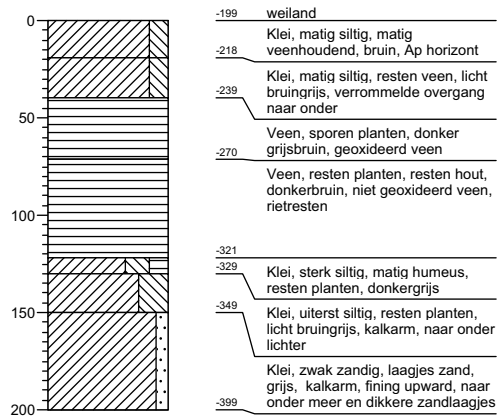 0
50
100
150
200
-199 weiland
Klei, matig siltig, matig
-218 veenhoudend, bruin, Ap horizont
Klei, matig siltig, resten veen, licht
-239 bruingrijs, verrommelde overgang
naar onder
Veen, sporen planten, donker
grijsbruin, geoxideerd veen
-270
Veen, resten planten, resten hout,
donkerbruin, niet geoxideerd veen,
rietresten
-321
-329 Klei, sterk siltig, matig humeus,
resten planten, donkergrijs
-349
Klei, uiterst siltig, resten planten,
licht bruingrijs, kalkarm, naar onder
lichter
Klei, zwak zandig, laagjes zand,
grijs, kalkarm, fining upward, naar
-399 onder meer en dikkere zandlaagjes